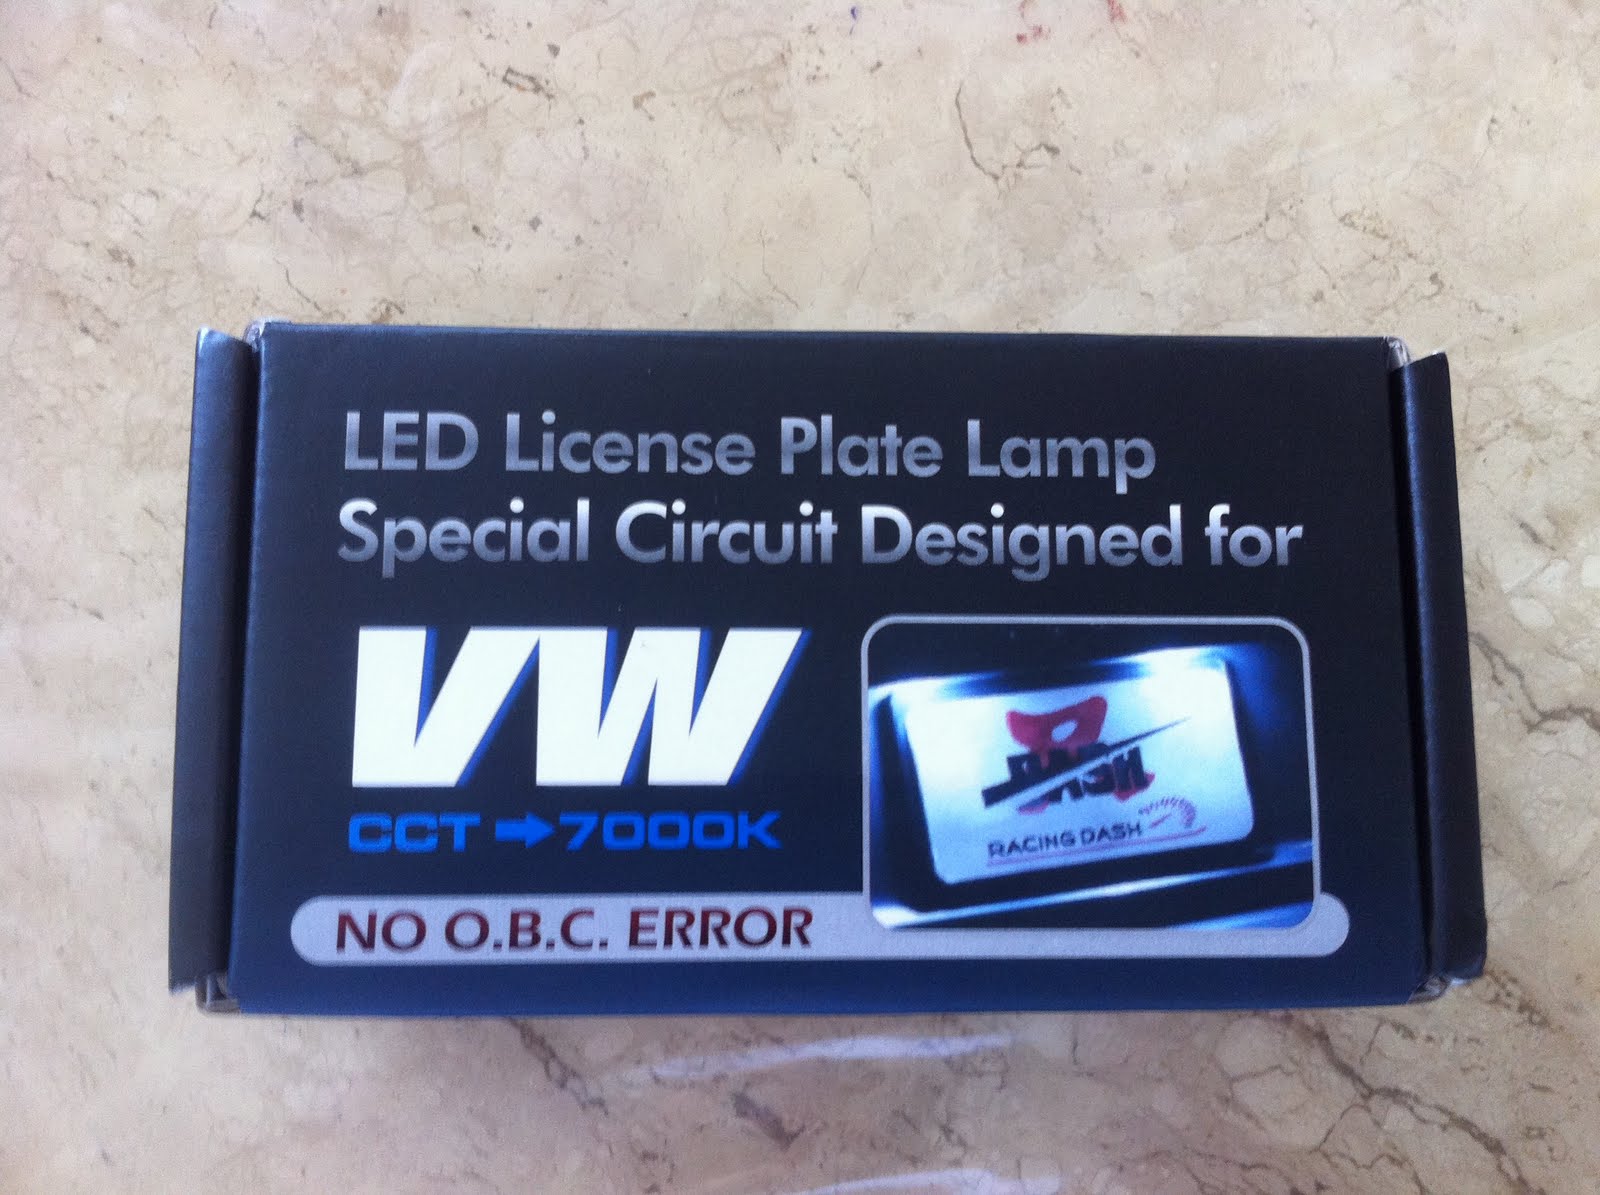 LED License Plate Lamp
Special Circuit Designed for
VW
CCT ➔ 7000K
NO O.B.C. ERROR
RACING DASH